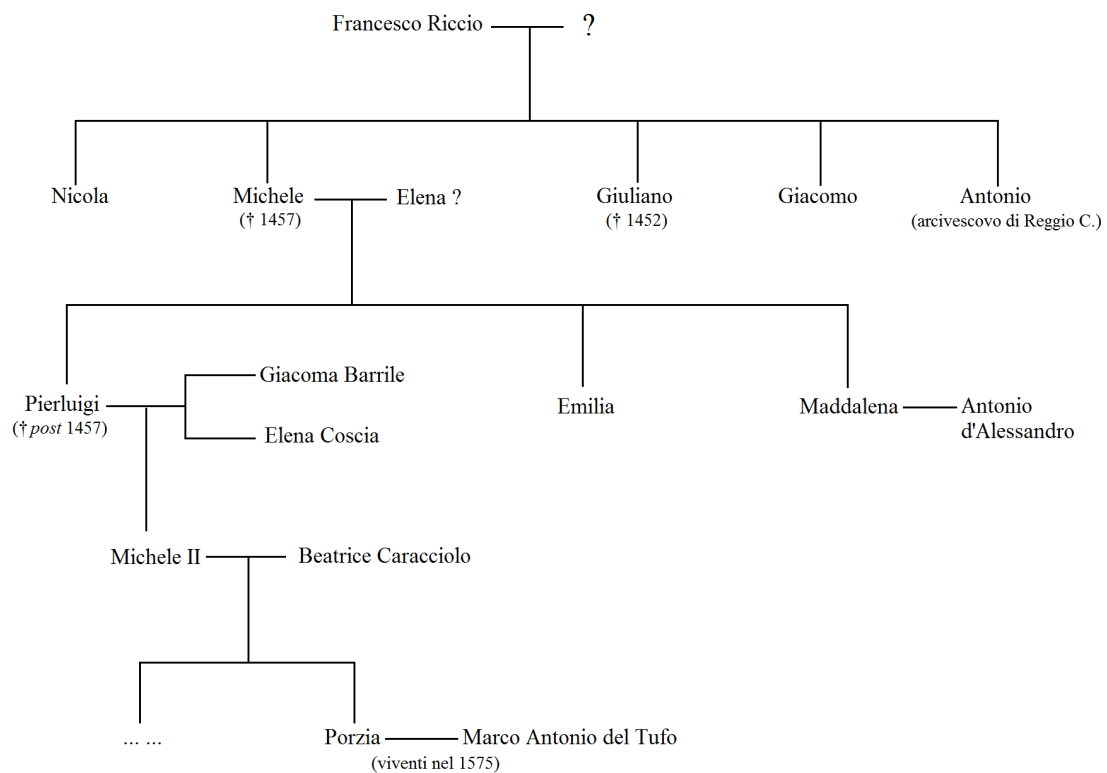 Francesco Riccio ?
Nicola Michele Elena ? Giuliano Giacomo Antonio
(† 1457) († 1452) (arcivescovo di Reggio C.)
Giacoma Barrile
Pierluigi Emilia Maddalena Antonio
d'Alessandro
(† post 1457)
Elena Coscia
Michele II Beatrice Caracciolo
... ... Porzia Marco Antonio del Tufo
(viventi nel 1575)